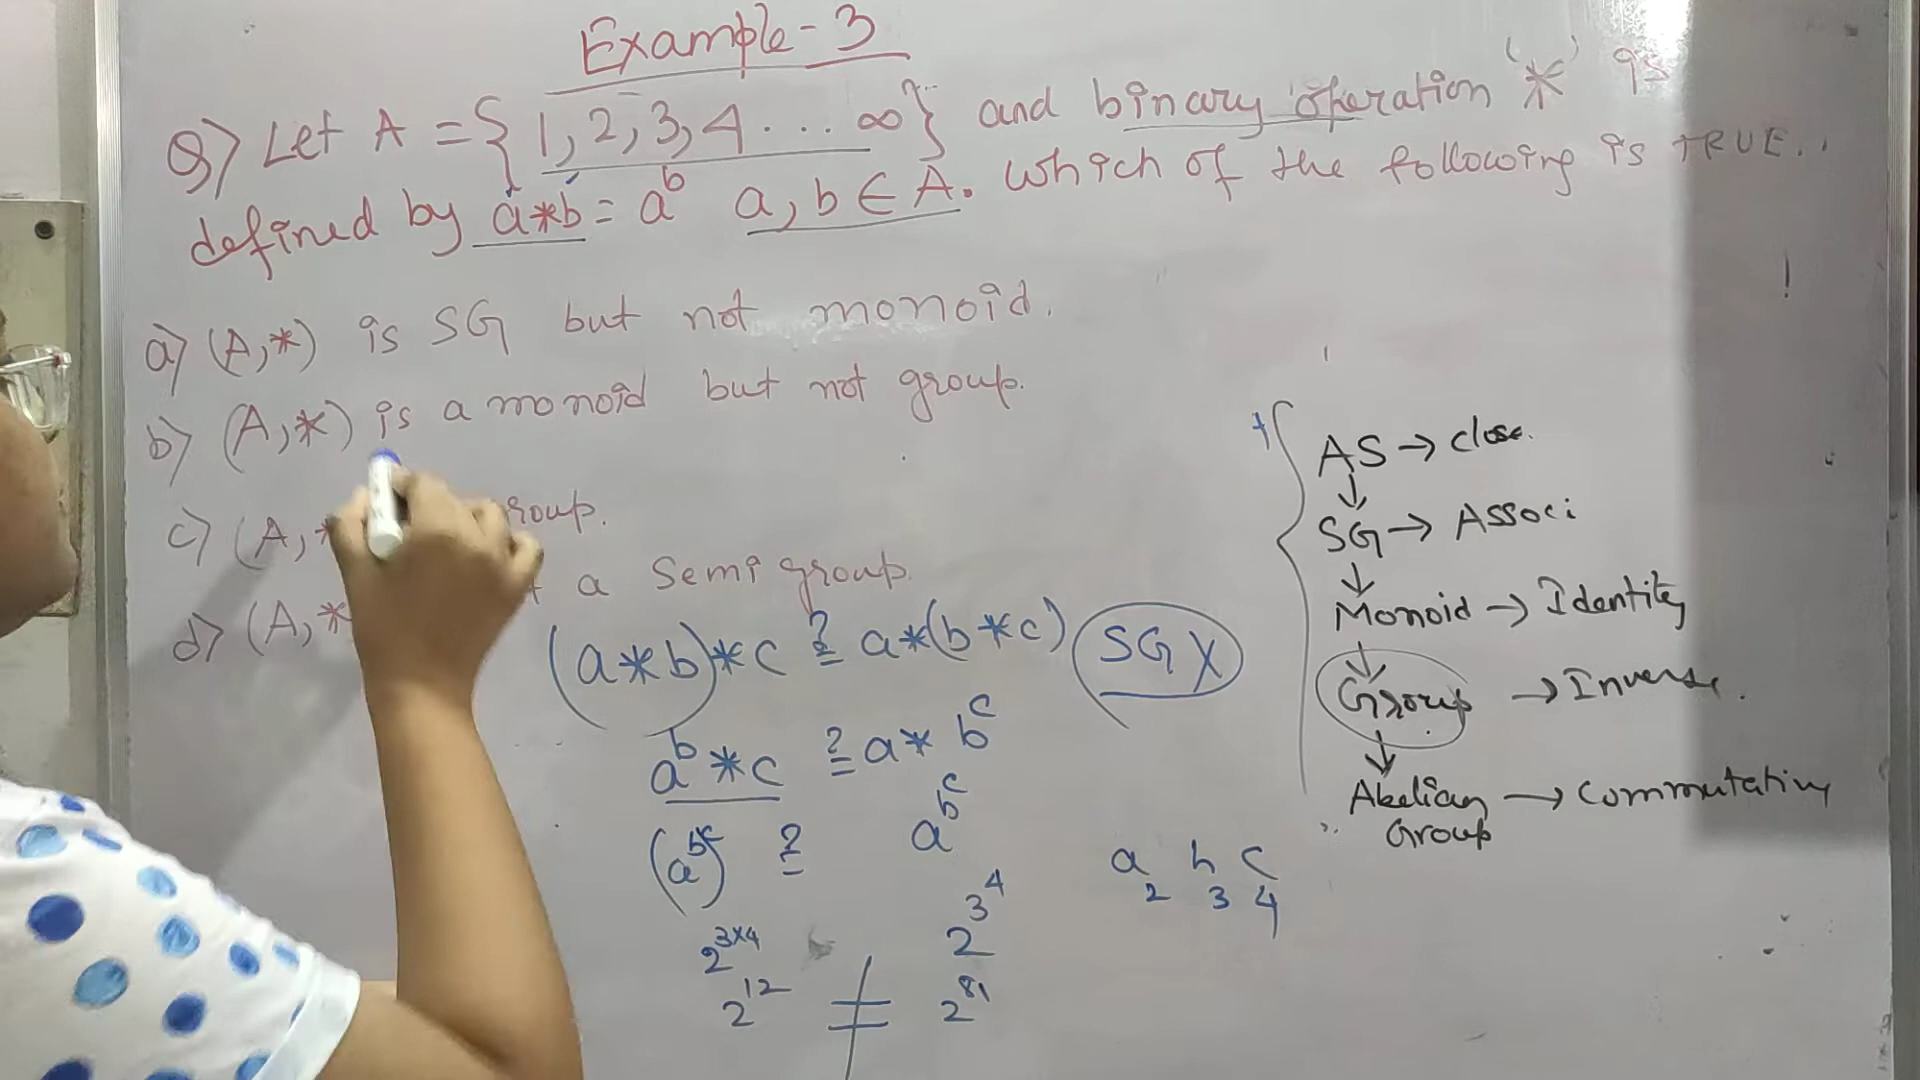 Example-3
Q) Let A = {1, 2, 3, 4 .... ∞} and binary operation '*' is
defined by a*b = a^b a, b ∈ A. Which of the following is TRUE..
a) (A,*) is SG but not monoid.
b) (A,*) is a monoid but not group.
c) (A,* roup.
d) (A,* a Semi group.
(a*b)*c ≟ a*(b*c) SG X
a^b * c ≟ a * b^c
(a^b)^c ≟ a^b^c
a b c
2 3 4
2^3×4 2^3^4
2^12 ≠ 2^81
AS → close.
↓
SG → Associ
↓
Monoid → Identity
↓
Group → Inverse.
↓
Abelian → Commutative
Group